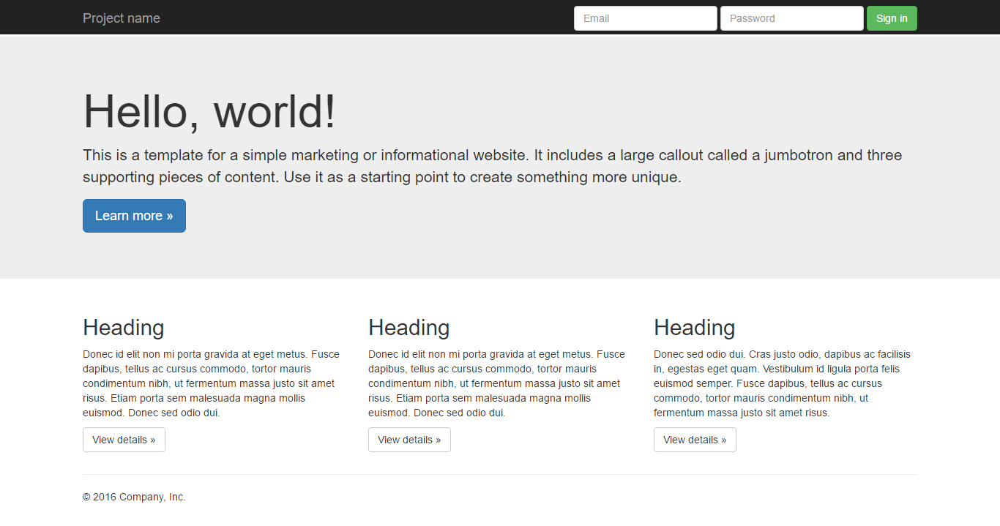 Project name
Email
Password
Sign in
Hello, world!
This is a template for a simple marketing or informational website. It includes a large callout called a jumbotron and three
supporting pieces of content. Use it as a starting point to create something more unique.
Learn more »
Heading
Donec id elit non mi porta gravida at eget metus. Fusce
dapibus, tellus ac cursus commodo, tortor mauris
condimentum nibh, ut fermentum massa justo sit amet
risus. Etiam porta sem malesuada magna mollis
euismod. Donec sed odio dui.
View details »
Heading
Donec id elit non mi porta gravida at eget metus. Fusce
dapibus, tellus ac cursus commodo, tortor mauris
condimentum nibh, ut fermentum massa justo sit amet
risus. Etiam porta sem malesuada magna mollis
euismod. Donec sed odio dui.
View details »
Heading
Donec sed odio dui. Cras justo odio, dapibus ac facilisis
in, egestas eget quam. Vestibulum id ligula porta felis
euismod semper. Fusce dapibus, tellus ac cursus
commodo, tortor mauris condimentum nibh, ut
fermentum massa justo sit amet risus.
View details »
© 2016 Company, Inc.